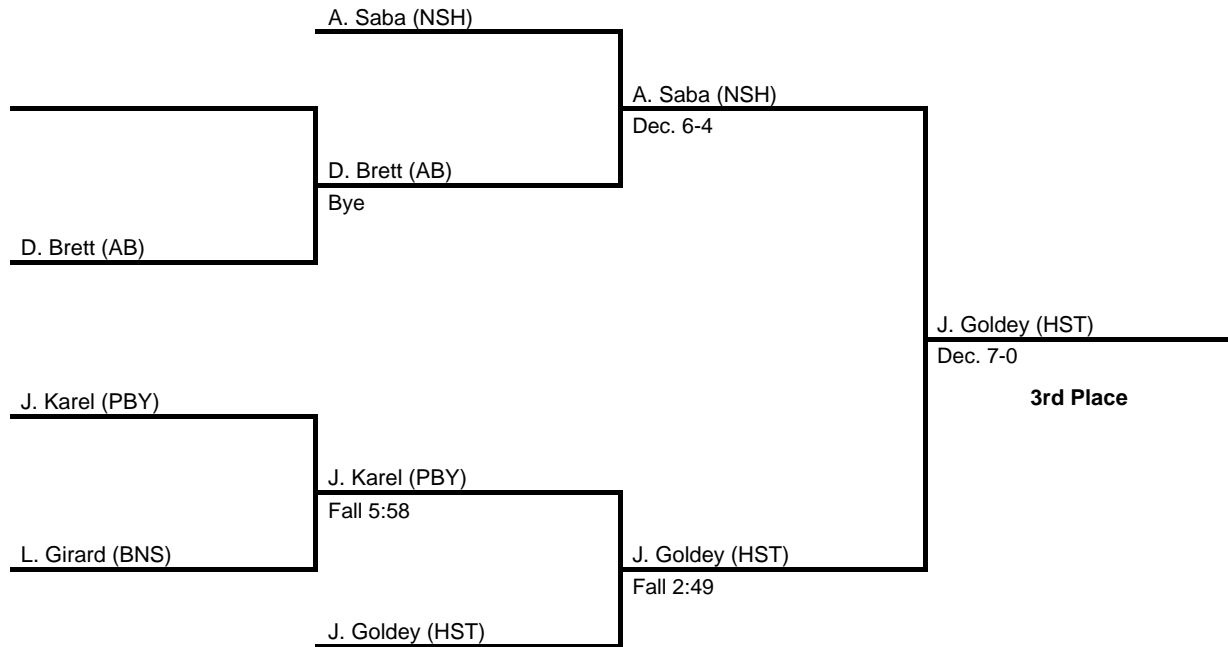 A. Saba (NSH)
A. Saba (NSH)
Dec. 6-4
D. Brett (AB)
Bye
D. Brett (AB)
J. Goldey (HST)
Dec. 7-0
3rd Place
J. Karel (PBY)
J. Karel (PBY)
Fall 5:58
L. Girard (BNS)
J. Goldey (HST)
Fall 2:49
J. Goldey (HST)